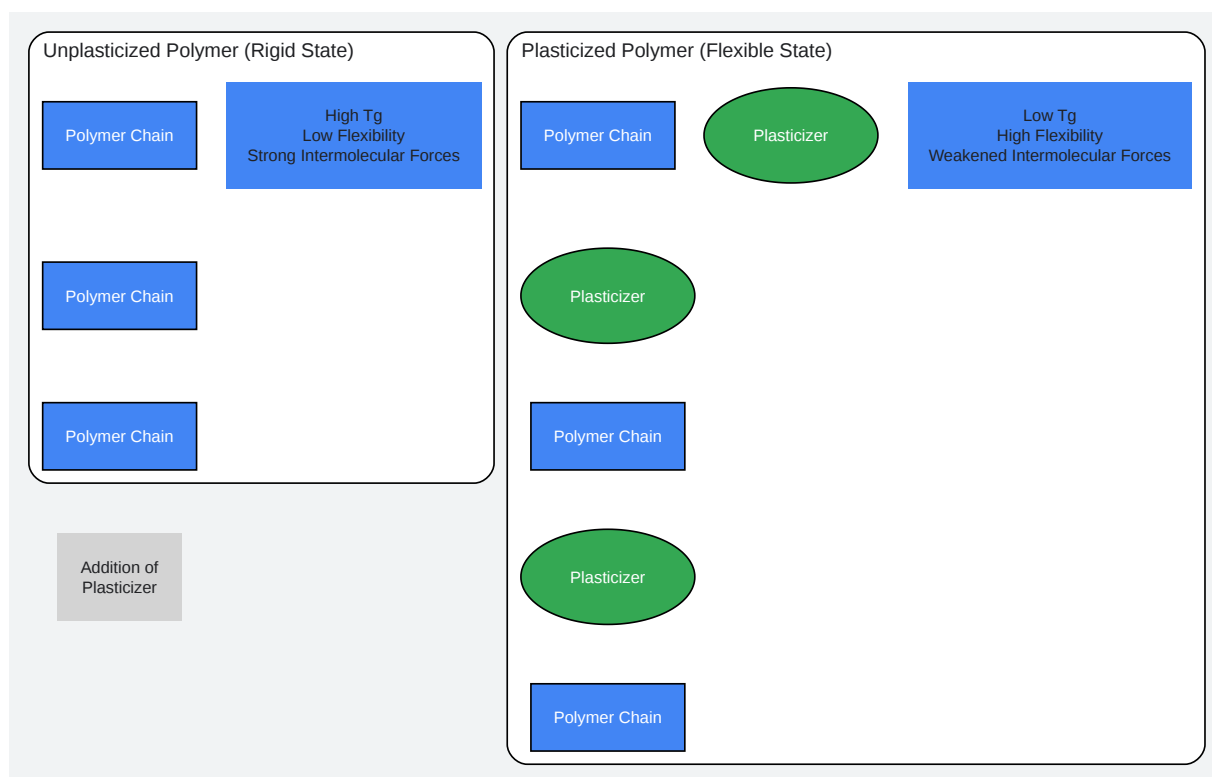 Unplasticized Polymer (Rigid State)
Polymer Chain
High Tg
Low Flexibility
Strong Intermolecular Forces
Polymer Chain
Polymer Chain
Addition of
Plasticizer
Plasticized Polymer (Flexible State)
Polymer Chain
Plasticizer
Low Tg
High Flexibility
Weakened Intermolecular Forces
Plasticizer
Polymer Chain
Plasticizer
Polymer Chain